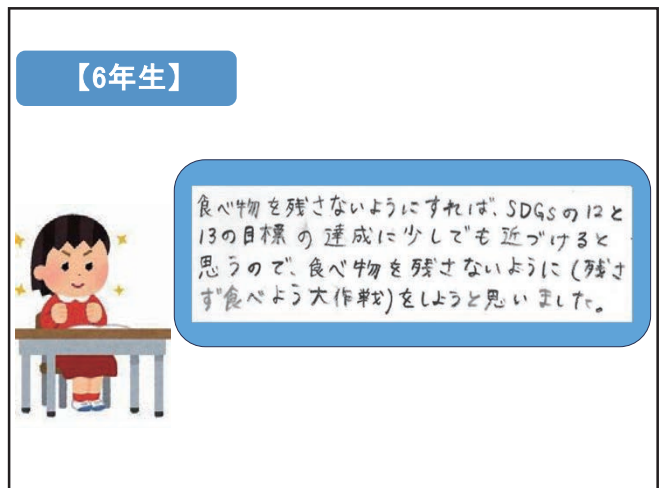 【6年生】
食べ物を残さないようにすれば、SDGsの12と
13の目標の達成に少しでも近づけると
思うので、食べ物を残さないように(残さ
ず食べよう大作戦)をしようと思いました。